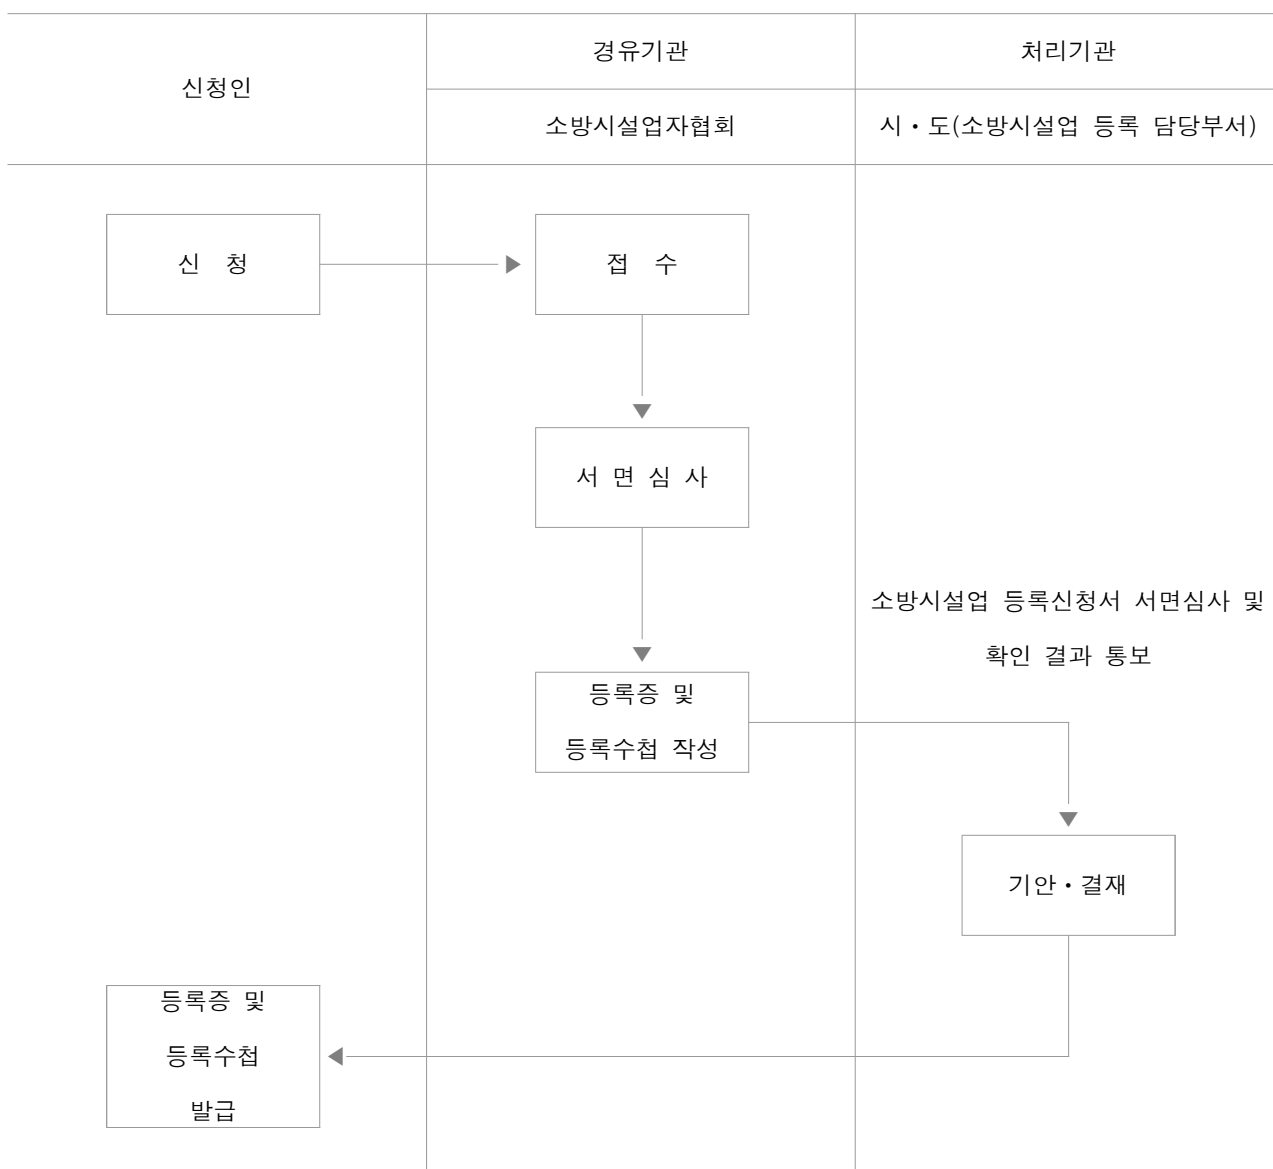 신청인
경유기관
처리기관
소방시설업자협회
시・도(소방시설업 등록 담당부서)
신 청
접 수
서 면 심 사
소방시설업 등록신청서 서면심사 및
확인 결과 통보
등록증 및
등록수첩 작성
기안・결재
등록증 및
등록수첩
발급